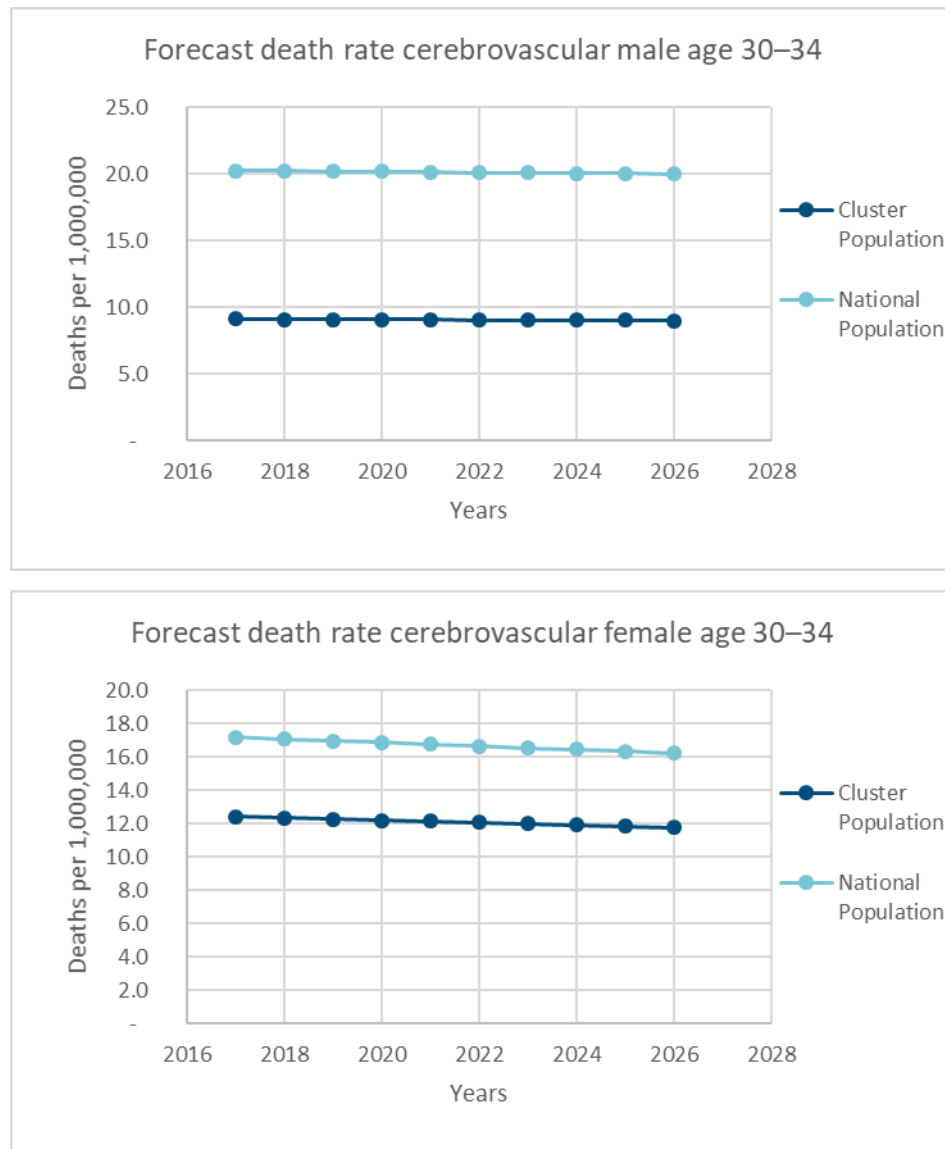 Forecast death rate cerebrovascular male age 30–34
25.0
20.0
15.0
10.0
5.0
-
Deaths per 1,000,000
2016 2018 2020 2022 2024 2026 2028
Years
Cluster
Population
National
Population
Forecast death rate cerebrovascular female age 30–34
20.0
18.0
16.0
14.0
12.0
10.0
8.0
6.0
4.0
2.0
-
Deaths per 1,000,000
2016 2018 2020 2022 2024 2026 2028
Years
Cluster
Population
National
Population